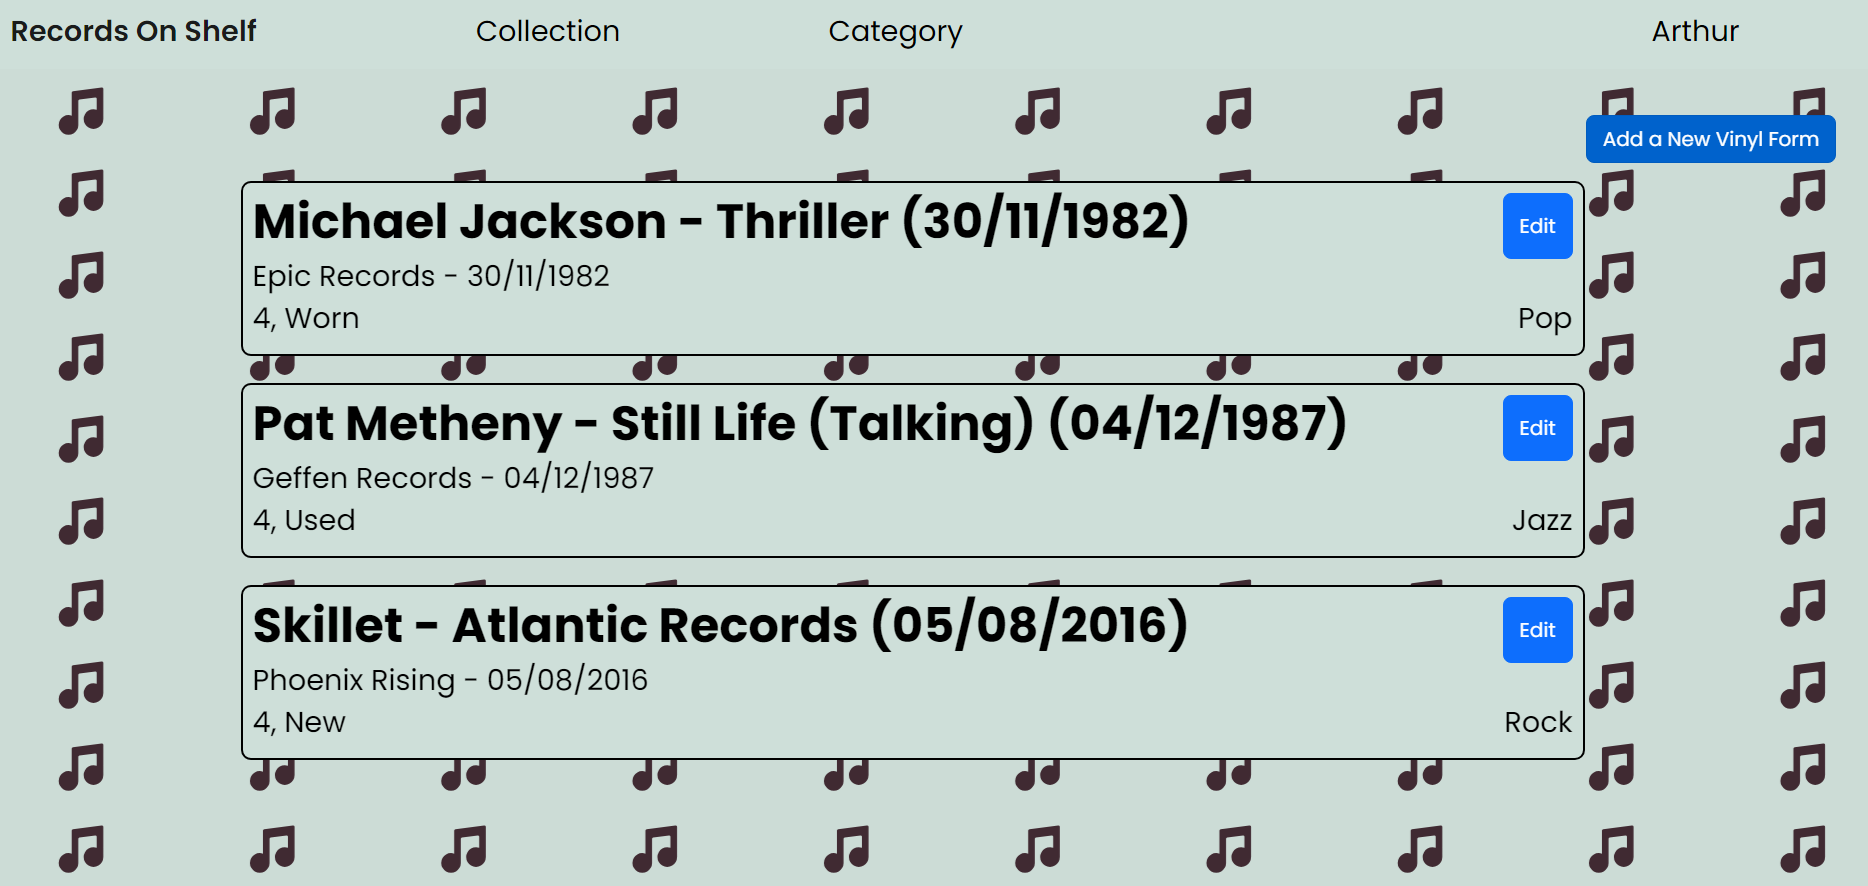 Records On Shelf Collection Category Arthur
Add a New Vinyl Form
Michael Jackson - Thriller (30/11/1982) Edit
Epic Records - 30/11/1982
4, Worn Pop
Pat Metheny - Still Life (Talking) (04/12/1987) Edit
Geffen Records - 04/12/1987
4, Used Jazz
Skillet - Atlantic Records (05/08/2016) Edit
Phoenix Rising - 05/08/2016
4, New Rock